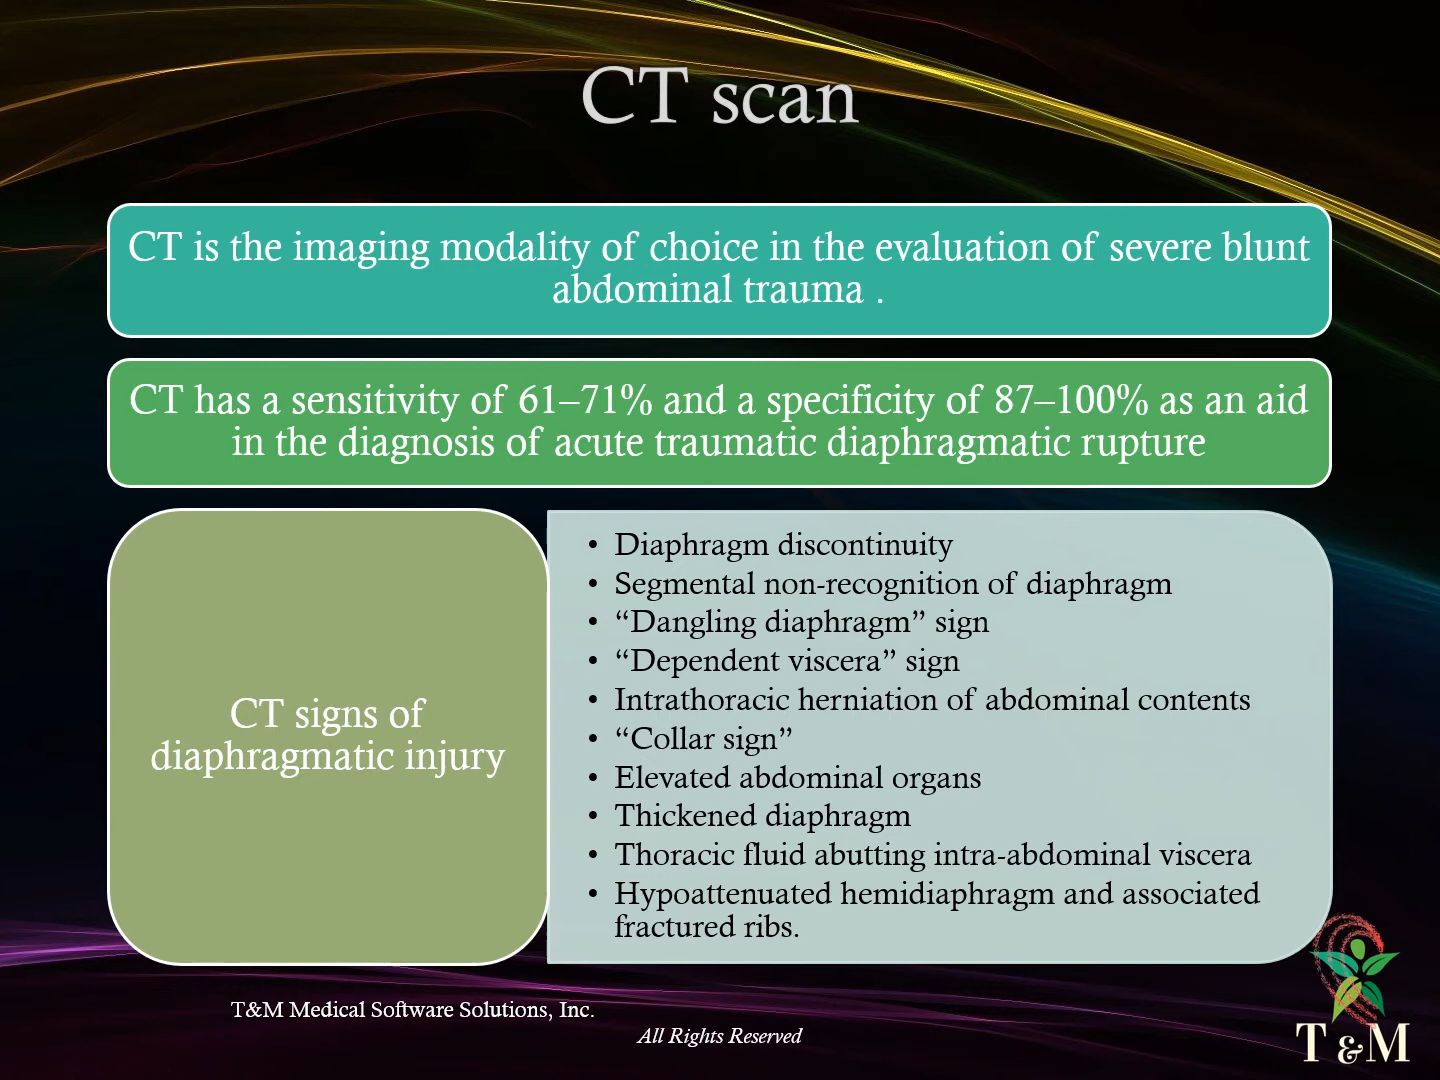 CT scan
CT is the imaging modality of choice in the evaluation of severe blunt
abdominal trauma .
CT has a sensitivity of 61–71% and a specificity of 87–100% as an aid
in the diagnosis of acute traumatic diaphragmatic rupture
CT signs of
diaphragmatic injury
• Diaphragm discontinuity
• Segmental non-recognition of diaphragm
• “Dangling diaphragm” sign
• “Dependent viscera” sign
• Intrathoracic herniation of abdominal contents
• “Collar sign”
• Elevated abdominal organs
• Thickened diaphragm
• Thoracic fluid abutting intra-abdominal viscera
• Hypoattenuated hemidiaphragm and associated
fractured ribs.
T&M Medical Software Solutions, Inc.
All Rights Reserved
T &M